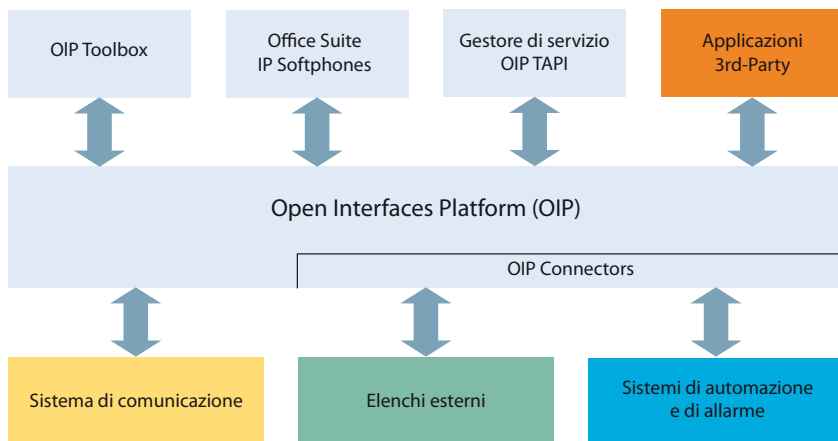 OIP Toolbox
Office Suite
IP Softphones
Gestore di servizio
OIP TAPI
Applicazioni
3rd-Party
Open Interfaces Platform (OIP)
OIP Connectors
Sistema di comunicazione
Elenchi esterni
Sistemi di automazione
e di allarme